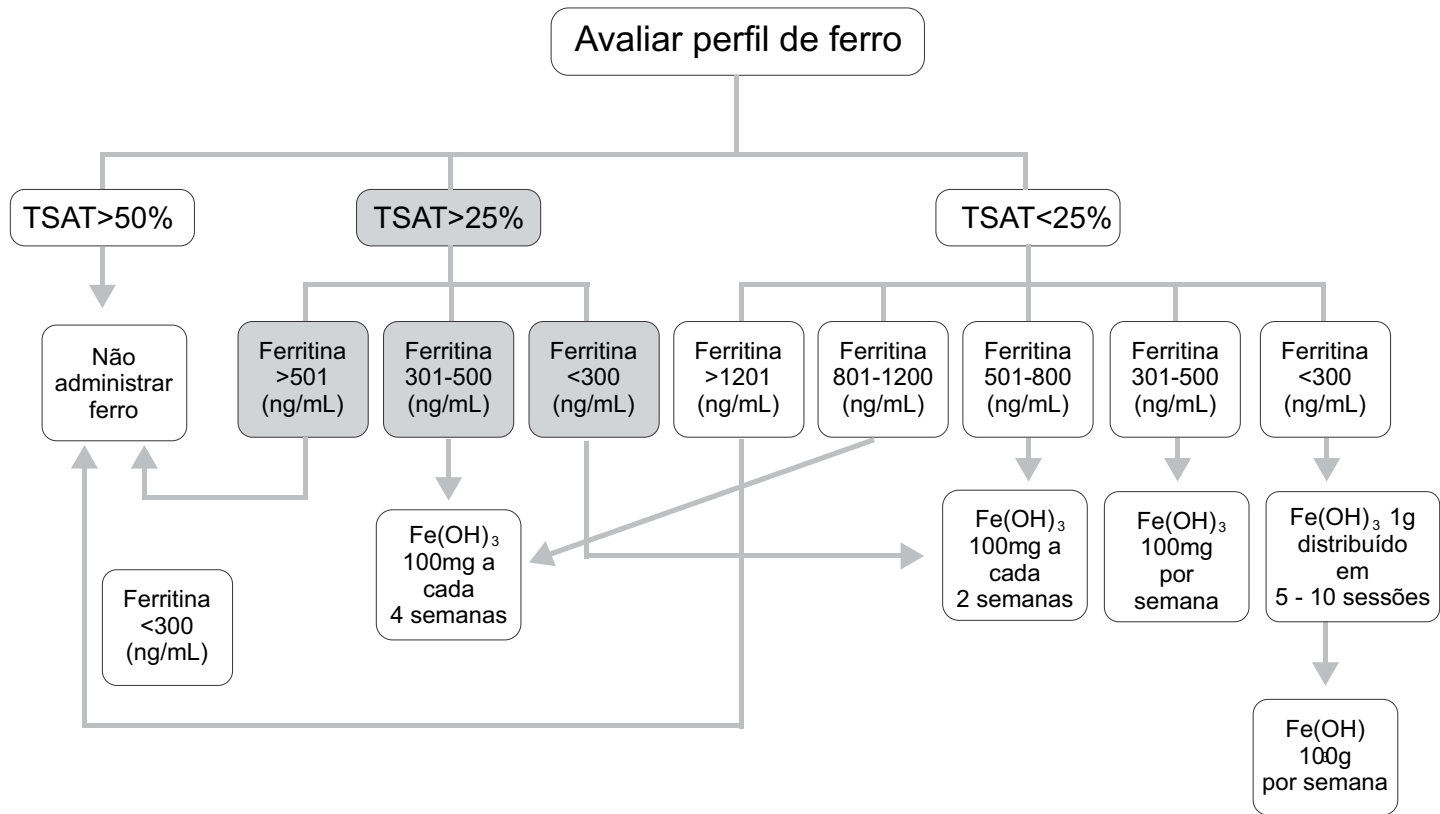 Avaliar perfil de ferro
TSAT>50%
TSAT>25%
TSAT<25%
Não
administrar
ferro
Ferritina
>501
(ng/mL)
Ferritina
301-500
(ng/mL)
Ferritina
<300
(ng/mL)
Ferritina
>1201
(ng/mL)
Ferritina
801-1200
(ng/mL)
Ferritina
501-800
(ng/mL)
Ferritina
301-500
(ng/mL)
Ferritina
<300
(ng/mL)
Fe(OH)₃
100mg a
cada
4 semanas
Fe(OH)₃
100mg a
cada
2 semanas
Fe(OH)₃
100mg
por
semana
Fe(OH)₃ 1g
distribuído
em
5 - 10 sessões
Ferritina
<300
(ng/mL)
Fe(OH)
100g
por semana